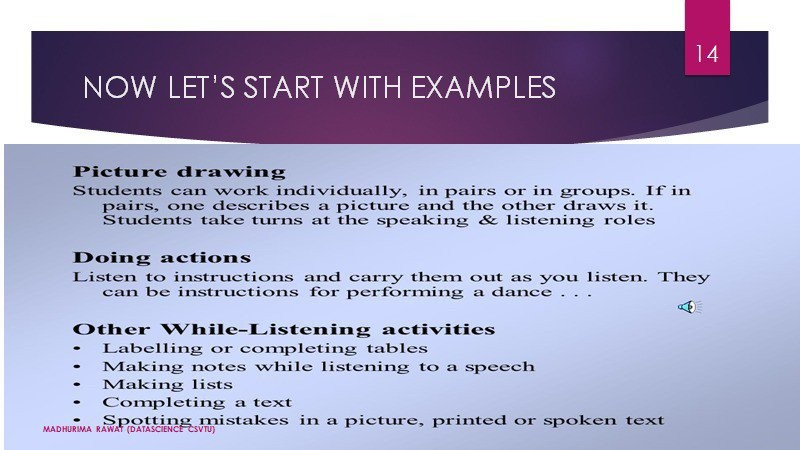 14
NOW LET’S START WITH EXAMPLES
Picture drawing
Students can work individually, in pairs or in groups. If in
pairs, one describes a picture and the other draws it.
Students take turns at the speaking & listening roles
Doing actions
Listen to instructions and carry them out as you listen. They
can be instructions for performing a dance . . .
Other While-Listening activities
• Labelling or completing tables
• Making notes while listening to a speech
• Making lists
• Completing a text
• Spotting mistakes in a picture, printed or spoken text
MADHURIMA RAWAT (DATASCIENCE CSVTU)